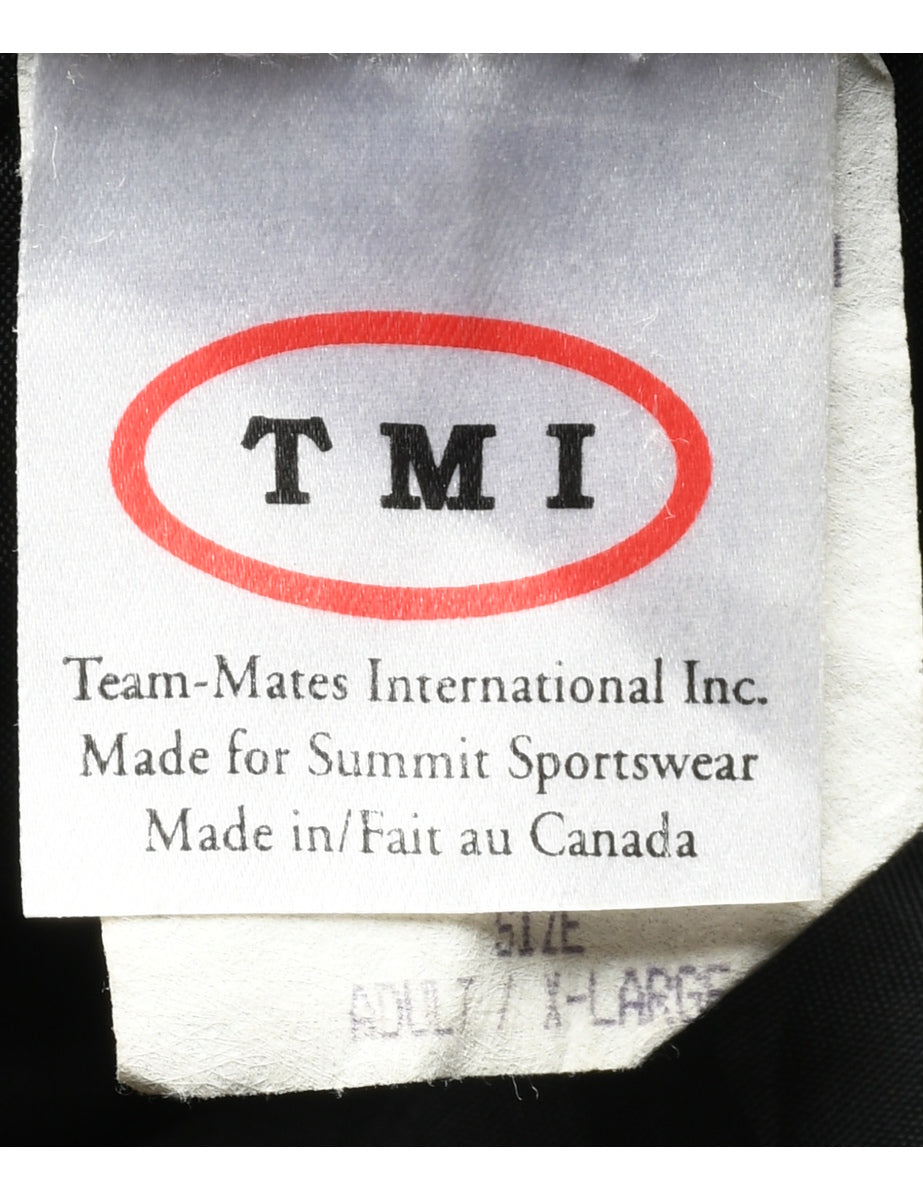 TMI
Team-Mates International Inc.
Made for Summit Sportswear
Made in/Fait au Canada
SIZE
ADULT / X-LARGE